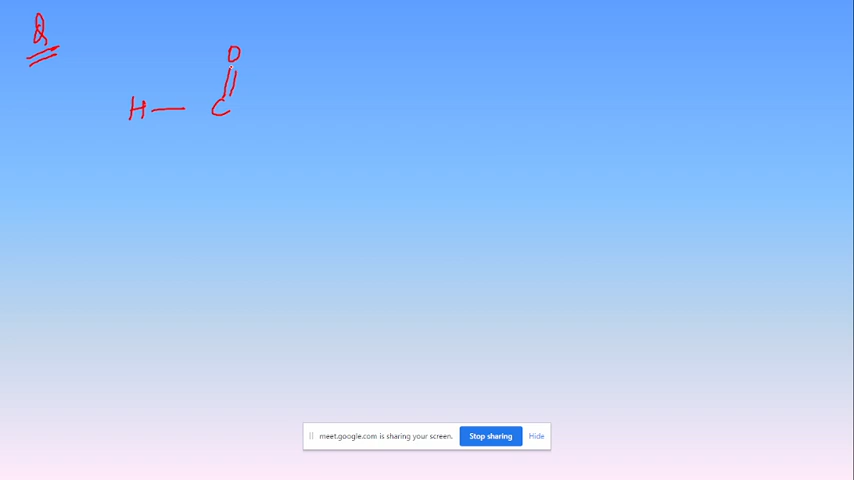 Q
O
H — C
meet.google.com is sharing your screen. Stop sharing Hide